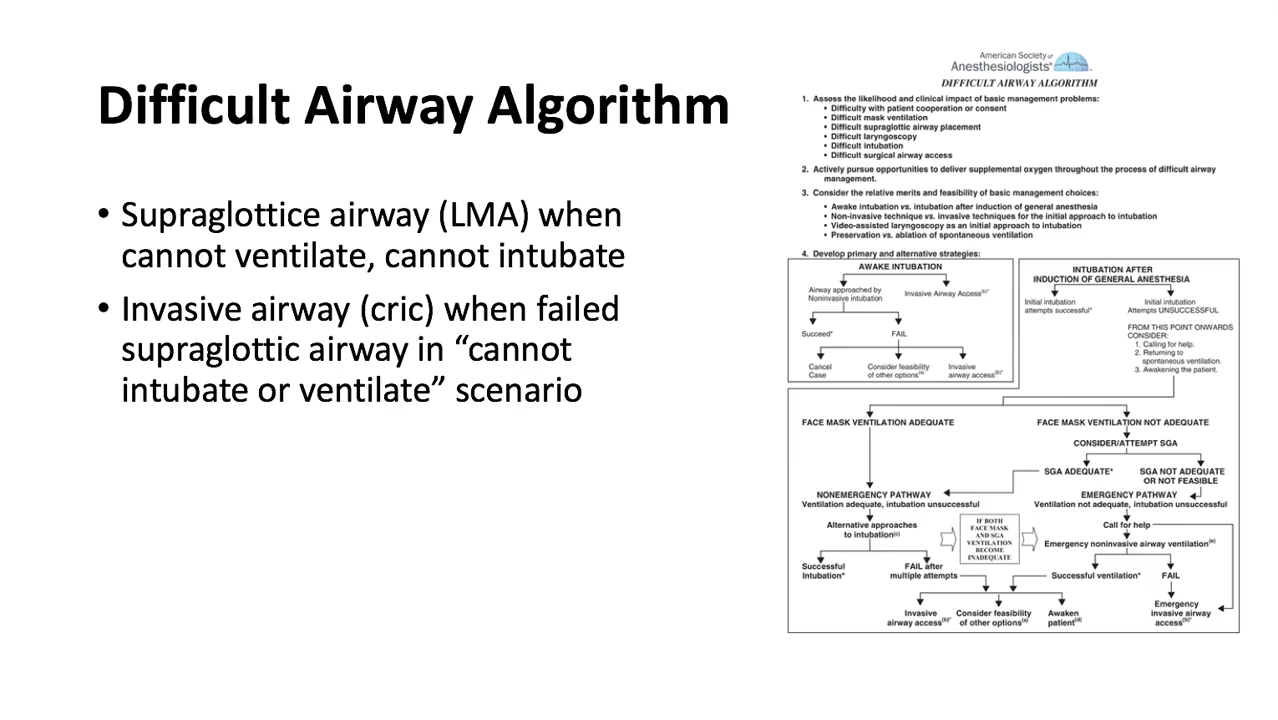 Difficult Airway Algorithm
• Supraglottice airway (LMA) when
cannot ventilate, cannot intubate
• Invasive airway (cric) when failed
supraglottic airway in “cannot
intubate or ventilate” scenario
American Society of
Anesthesiologists®
DIFFICULT AIRWAY ALGORITHM
1. Assess the likelihood and clinical impact of basic management problems:
• Difficulty with patient cooperation or consent
• Difficult mask ventilation
• Difficult supraglottic airway placement
• Difficult laryngoscopy
• Difficult intubation
• Difficult surgical airway access
2. Actively pursue opportunities to deliver supplemental oxygen throughout the process of difficult airway
management.
3. Consider the relative merits and feasibility of basic management choices:
• Awake intubation vs. intubation after induction of general anesthesia
• Non-invasive technique vs. invasive techniques for the initial approach to intubation
• Video-assisted laryngoscopy as an initial approach to intubation
• Preservation vs. ablation of spontaneous ventilation
4. Develop primary and alternative strategies:
AWAKE INTUBATION
Airway approached by
Noninvasive intubation
Invasive Airway Access(b)*
Succeed*
FAIL
Cancel
Case
Consider feasibility
of other options(a)
Invasive
airway access(b)*
INTUBATION AFTER
INDUCTION OF GENERAL ANESTHESIA
Initial intubation
attempts successful*
Initial intubation
Attempts UNSUCCESSFUL
FROM THIS POINT ONWARDS
CONSIDER:
1. Calling for help.
2. Returning to
spontaneous ventilation.
3. Awakening the patient.
FACE MASK VENTILATION ADEQUATE
FACE MASK VENTILATION NOT ADEQUATE
CONSIDER/ATTEMPT SGA
SGA ADEQUATE*
SGA NOT ADEQUATE
OR NOT FEASIBLE
NONEMERGENCY PATHWAY
Ventilation adequate, intubation unsuccessful
EMERGENCY PATHWAY
Ventilation not adequate, intubation unsuccessful
Alternative approaches
to intubation(c)
IF BOTH
FACE MASK
AND SGA
VENTILATION
BECOME
INADEQUATE
Call for help
Emergency noninvasive airway ventilation(e)
Successful
Intubation*
FAIL after
multiple attempts
Successful ventilation*
FAIL
Invasive
airway access(b)*
Consider feasibility
of other options(a)
Awaken
patient(d)
Emergency
invasive airway
access(b)*